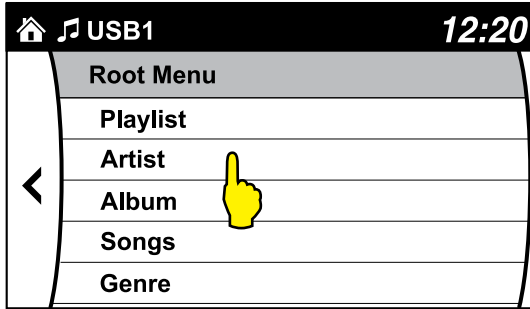 USB1 12:20
Root Menu
Playlist
Artist
Album
Songs
Genre